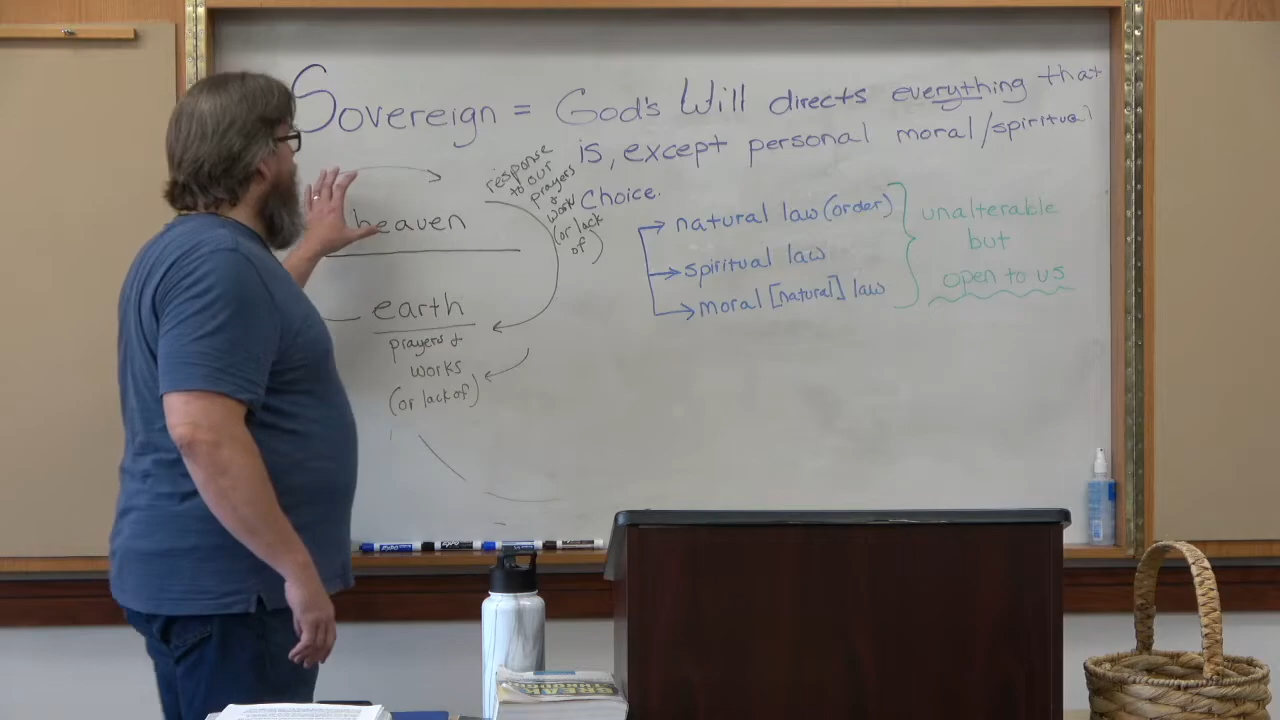 Sovereign = God's Will directs everything that
is, except personal moral/spiritual
choice.
response
to our
prayers
+
work
(or lack
of)
heaven
earth
prayers +
works
(or lack of)
natural law (order)
spiritual law
moral [natural] law
unalterable
but
open to us